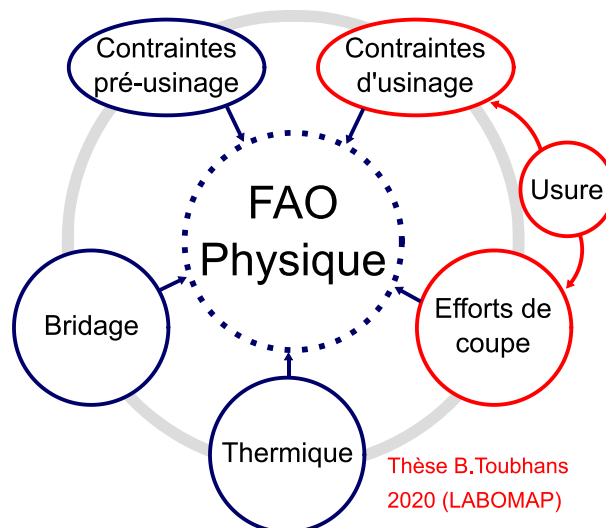 Contraintes
pré-usinage
Contraintes
d'usinage
Usure
FAO
Physique
Bridage
Efforts de
coupe
Thermique
Thèse B.Toubhans
2020 (LABOMAP)